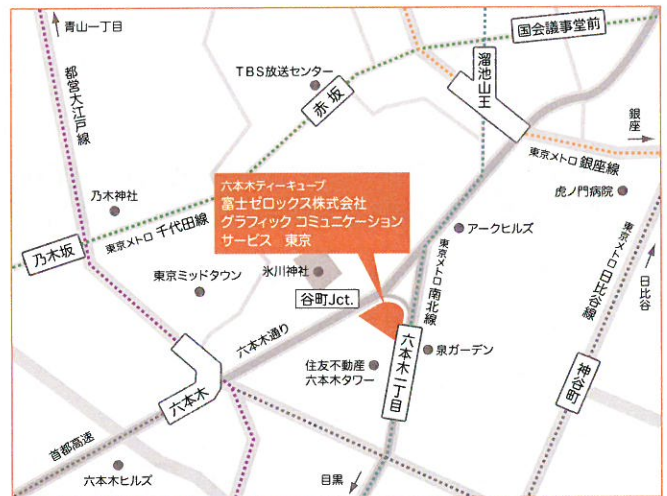 青山一丁目
国会議事堂前
都営大江戸線
TBS放送センター
溜池山王
赤坂
銀座
東京メトロ 銀座線
六本木ティーキューブ
富士ゼロックス株式会社
グラフィック コミュニケーション
サービス 東京
虎ノ門病院
乃木神社
東京メトロ 千代田線
乃木坂
アークヒルズ
東京メトロ 南北線
東京メトロ 日比谷線
日比谷
東京ミッドタウン
氷川神社
谷町Jct.
六本木通り
六本木一丁目
泉ガーデン
住友不動産
六本木タワー
神谷町
六本木
首都高速
六本木ヒルズ
目黒